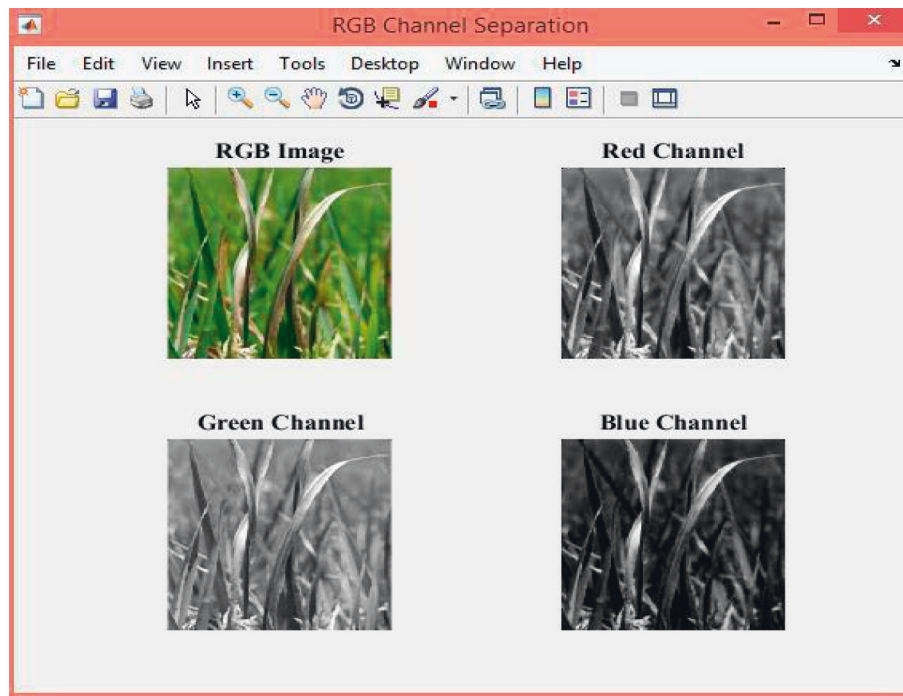 RGB Channel Separation
File Edit View Insert Tools Desktop Window Help
RGB Image
Red Channel
Green Channel
Blue Channel